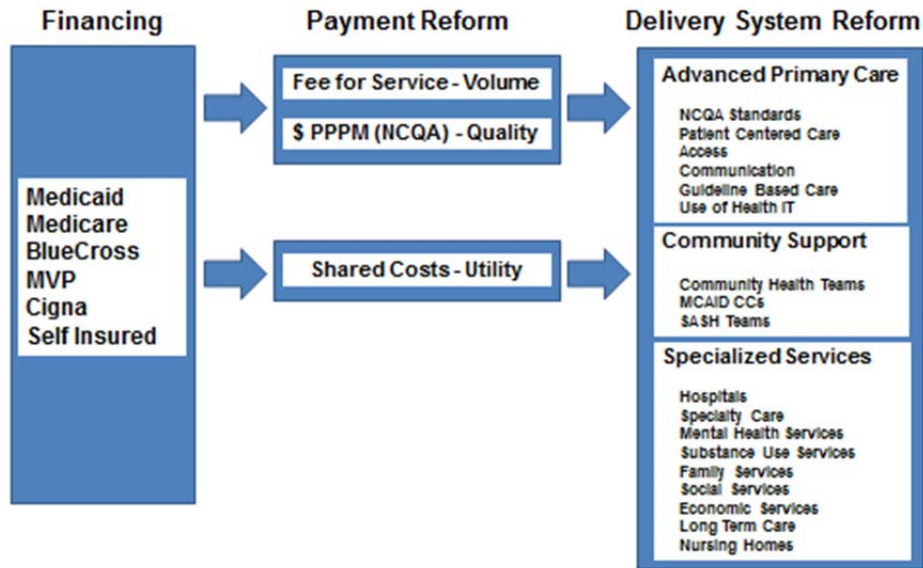 Financing
Medicaid
Medicare
BlueCross
MVP
Cigna
Self Insured
Payment Reform
Fee for Service - Volume
$ PPPM (NCQA) - Quality
Shared Costs - Utility
Delivery System Reform
Advanced Primary Care
NCQA Standards
Patient Centered Care
Access
Communication
Guideline Based Care
Use of Health IT
Community Support
Community Health Teams
MCAID CCs
SASH Teams
Specialized Services
Hospitals
Specialty Care
Mental Health Services
Substance Use Services
Family Services
Social Services
Economic Services
Long Term Care
Nursing Homes